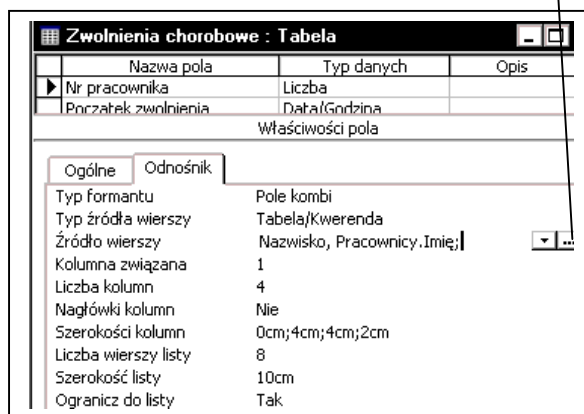 Zwolnienia chorobowe : Tabela
Nazwa pola Typ danych Opis
Nr pracownika Liczba
Początek zwolnienia Data/Godzina
Właściwości pola
Ogólne Odnośnik
Typ formantu Pole kombi
Typ źródła wierszy Tabela/Kwerenda
Źródło wierszy Nazwisko, Pracownicy.Imię;
Kolumna związana 1
Liczba kolumn 4
Nagłówki kolumn Nie
Szerokości kolumn 0cm;4cm;4cm;2cm
Liczba wierszy listy 8
Szerokość listy 10cm
Ogranicz do listy Tak